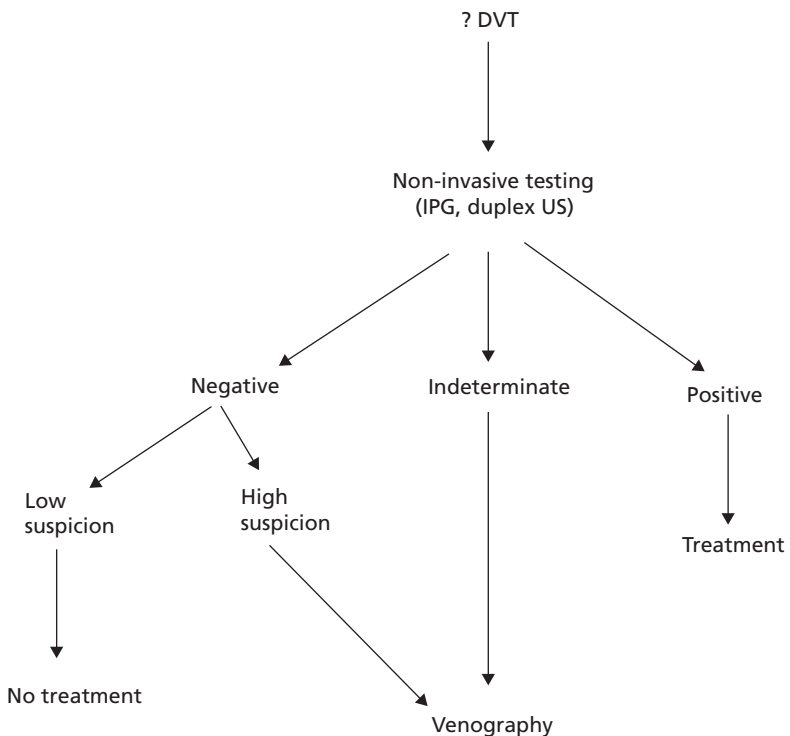 ? DVT
Non-invasive testing
(IPG, duplex US)
Negative
Indeterminate
Positive
Low
suspicion
High
suspicion
Treatment
No treatment
Venography